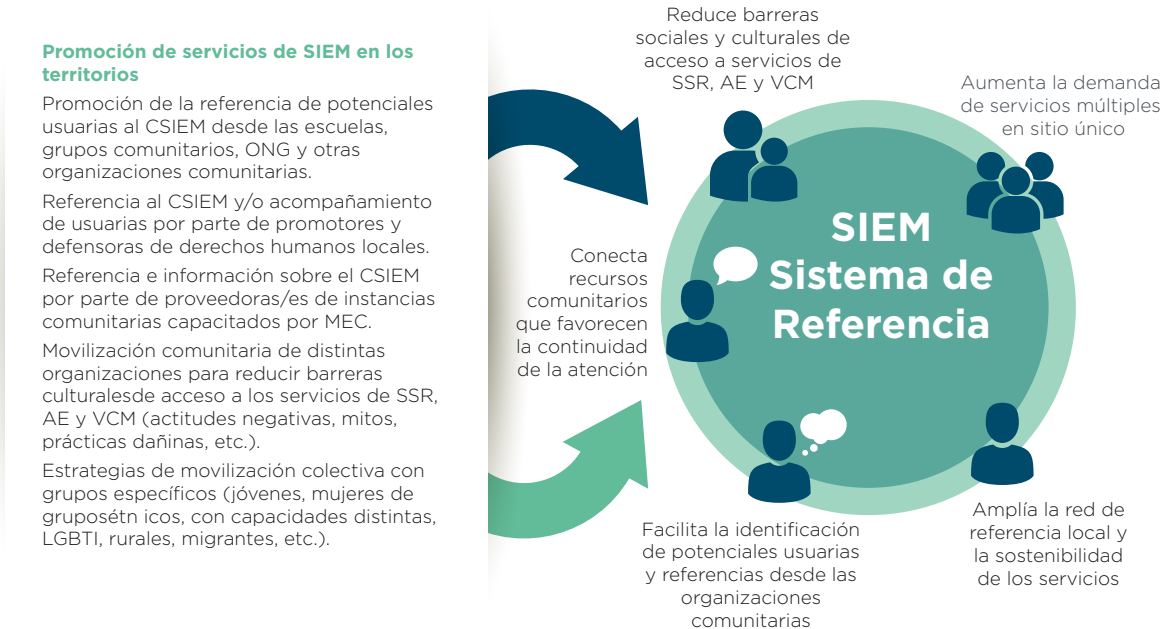 Promoción de servicios de SIEM en los
territorios
Promoción de la referencia de potenciales
usuarias al CSIEM desde las escuelas,
grupos comunitarios, ONG y otras
organizaciones comunitarias.
Referencia al CSIEM y/o acompañamiento
de usuarias por parte de promotores y
defensoras de derechos humanos locales.
Referencia e información sobre el CSIEM
por parte de proveedoras/es de instancias
comunitarias capacitados por MEC.
Movilización comunitaria de distintas
organizaciones para reducir barreras
culturalesde acceso a los servicios de SSR,
AE y VCM (actitudes negativas, mitos,
prácticas dañinas, etc.).
Estrategias de movilización colectiva con
grupos específicos (jóvenes, mujeres de
gruposétn icos, con capacidades distintas,
LGBTI, rurales, migrantes, etc.).
Reduce barreras
sociales y culturales de
acceso a servicios de
SSR, AE y VCM
Aumenta la demanda
de servicios múltiples
en sitio único
Conecta
recursos
comunitarios
que favorecen
la continuidad
de la atención
SIEM
Sistema de
Referencia
Facilita la identificación
de potenciales usuarias
y referencias desde las
organizaciones
comunitarias
Amplía la red de
referencia local y
la sostenibilidad
de los servicios